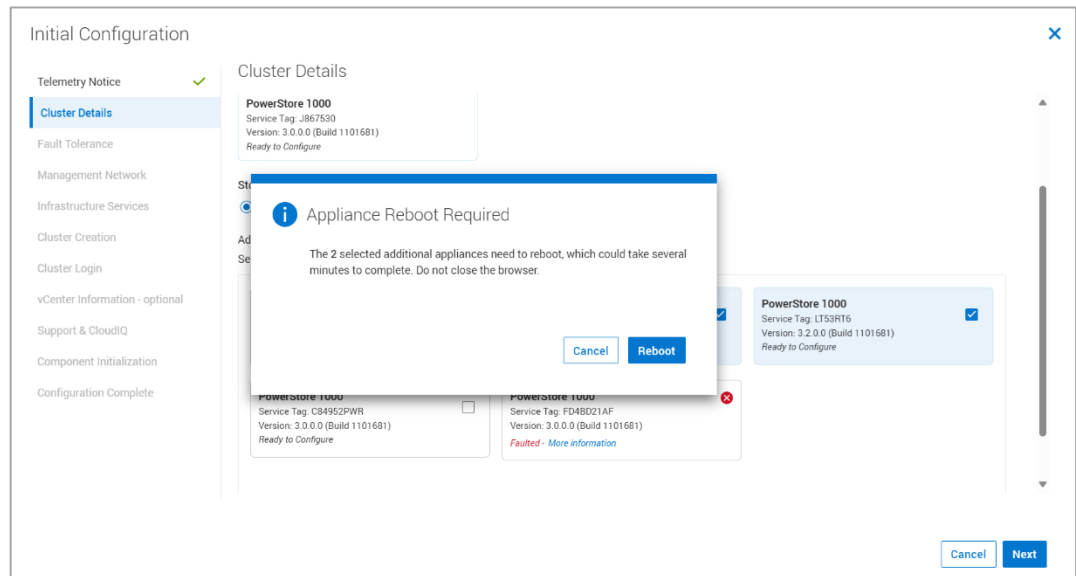 Initial Configuration
Telemetry Notice
Cluster Details
Fault Tolerance
Management Network
Infrastructure Services
Cluster Creation
Cluster Login
vCenter Information - optional
Support & CloudIQ
Component Initialization
Configuration Complete
Cluster Details
PowerStore 1000
Service Tag: J867530
Version: 3.0.0.0 (Build 1101681)
Ready to Configure
Appliance Reboot Required
The 2 selected additional appliances need to reboot, which could take several
minutes to complete. Do not close the browser.
Cancel
Reboot
PowerStore 1000
Service Tag: LT53RT6
Version: 3.2.0.0 (Build 1101681)
Ready to Configure
PowerStore 1000
Service Tag: C84952PWR
Version: 3.0.0.0 (Build 1101681)
Ready to Configure
PowerStore 1000
Service Tag: FD4BD21AF
Version: 3.0.0.0 (Build 1101681)
Faulted - More information
Cancel
Next